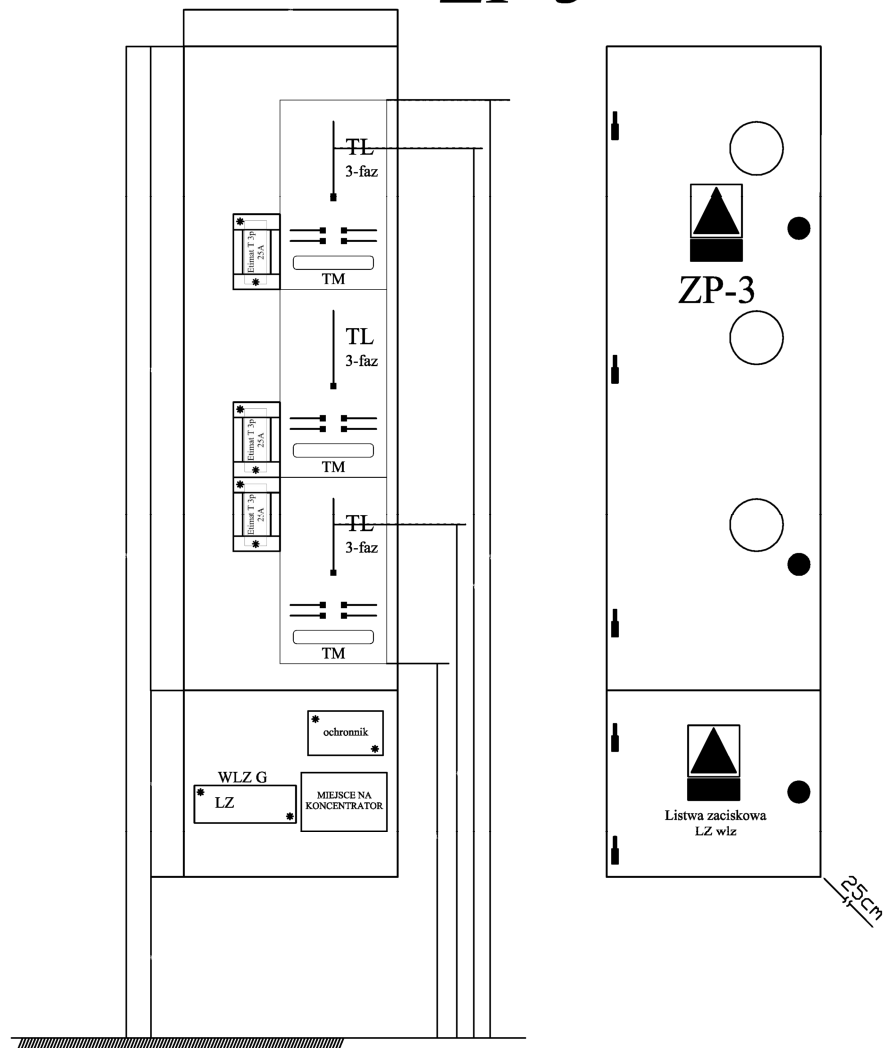 TL
3-faz
Etimat T 3p
25A
TM
TL
3-faz
Etimat T 3p
25A
TM
Etimat T 3p
25A
TL
3-faz
TM
ochronnik
WLZ G
LZ
MIEJSCE NA
KONCENTRATOR
ZP-3
Listwa zaciskowa
LZ wlz
25cm